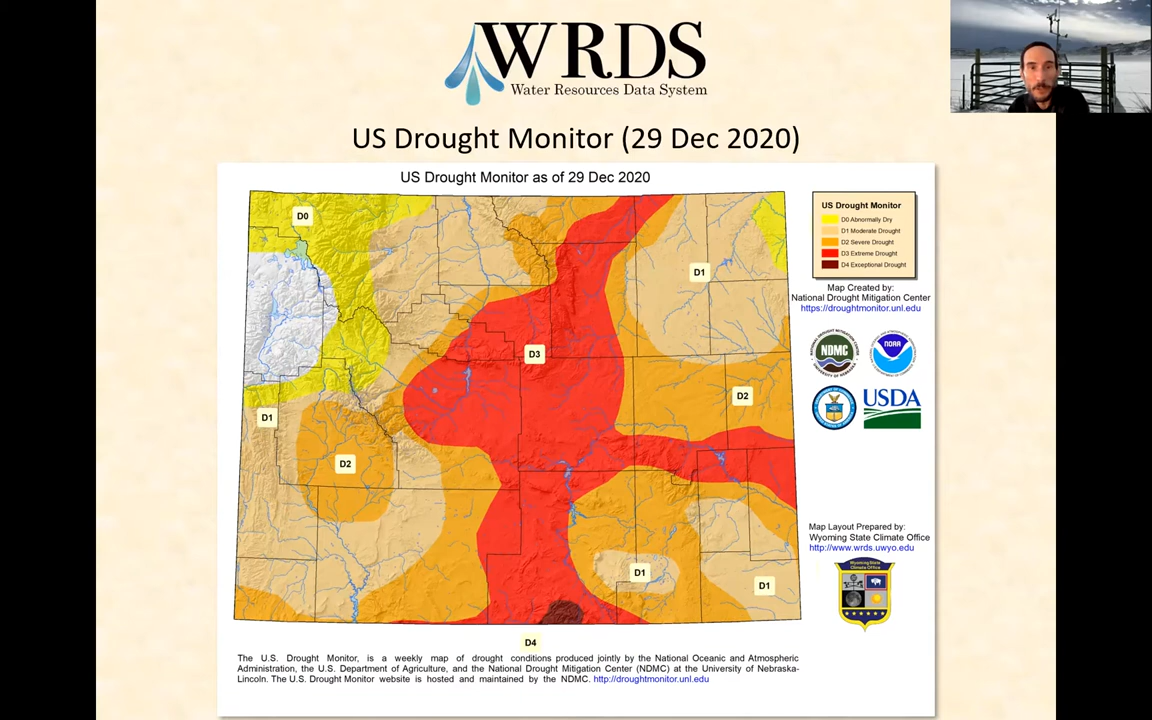 WRDS
Water Resources Data System
US Drought Monitor (29 Dec 2020)
US Drought Monitor as of 29 Dec 2020
D0
D1
D3
D2
D1
D2
D1
D1
D4
US Drought Monitor
D0 Abnormally Dry
D1 Moderate Drought
D2 Severe Drought
D3 Extreme Drought
D4 Exceptional Drought
Map Created by:
National Drought Mitigation Center
https://droughtmonitor.unl.edu
NDMC
NOAA
USDA
Map Layout Prepared by:
Wyoming State Climate Office
http://www.wrds.uwyo.edu
Wyoming State
Climate Office
The U.S. Drought Monitor, is a weekly map of drought conditions produced jointly by the National Oceanic and Atmospheric
Administration, the U.S. Department of Agriculture, and the National Drought Mitigation Center (NDMC) at the University of Nebraska-
Lincoln. The U.S. Drought Monitor website is hosted and maintained by the NDMC. http://droughtmonitor.unl.edu